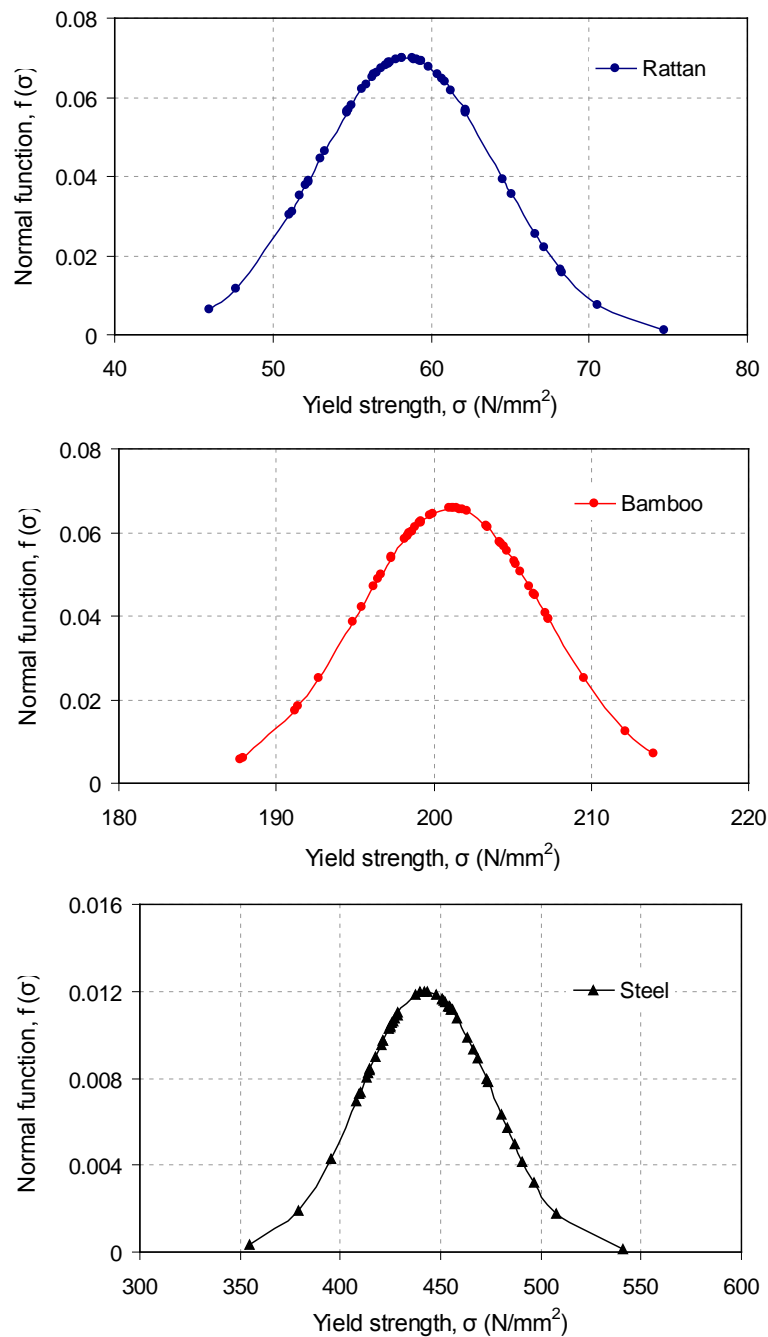 0.08
0.06
0.04
0.02
0
Normal function, f (σ)
Rattan
40 50 60 70 80
Yield strength, σ (N/mm²)
0.08
0.06
0.04
0.02
0
Normal function, f (σ)
Bamboo
180 190 200 210 220
Yield strength, σ (N/mm²)
0.016
0.012
0.008
0.004
0
Normal function, f (σ)
Steel
300 350 400 450 500 550 600
Yield strength, σ (N/mm²)